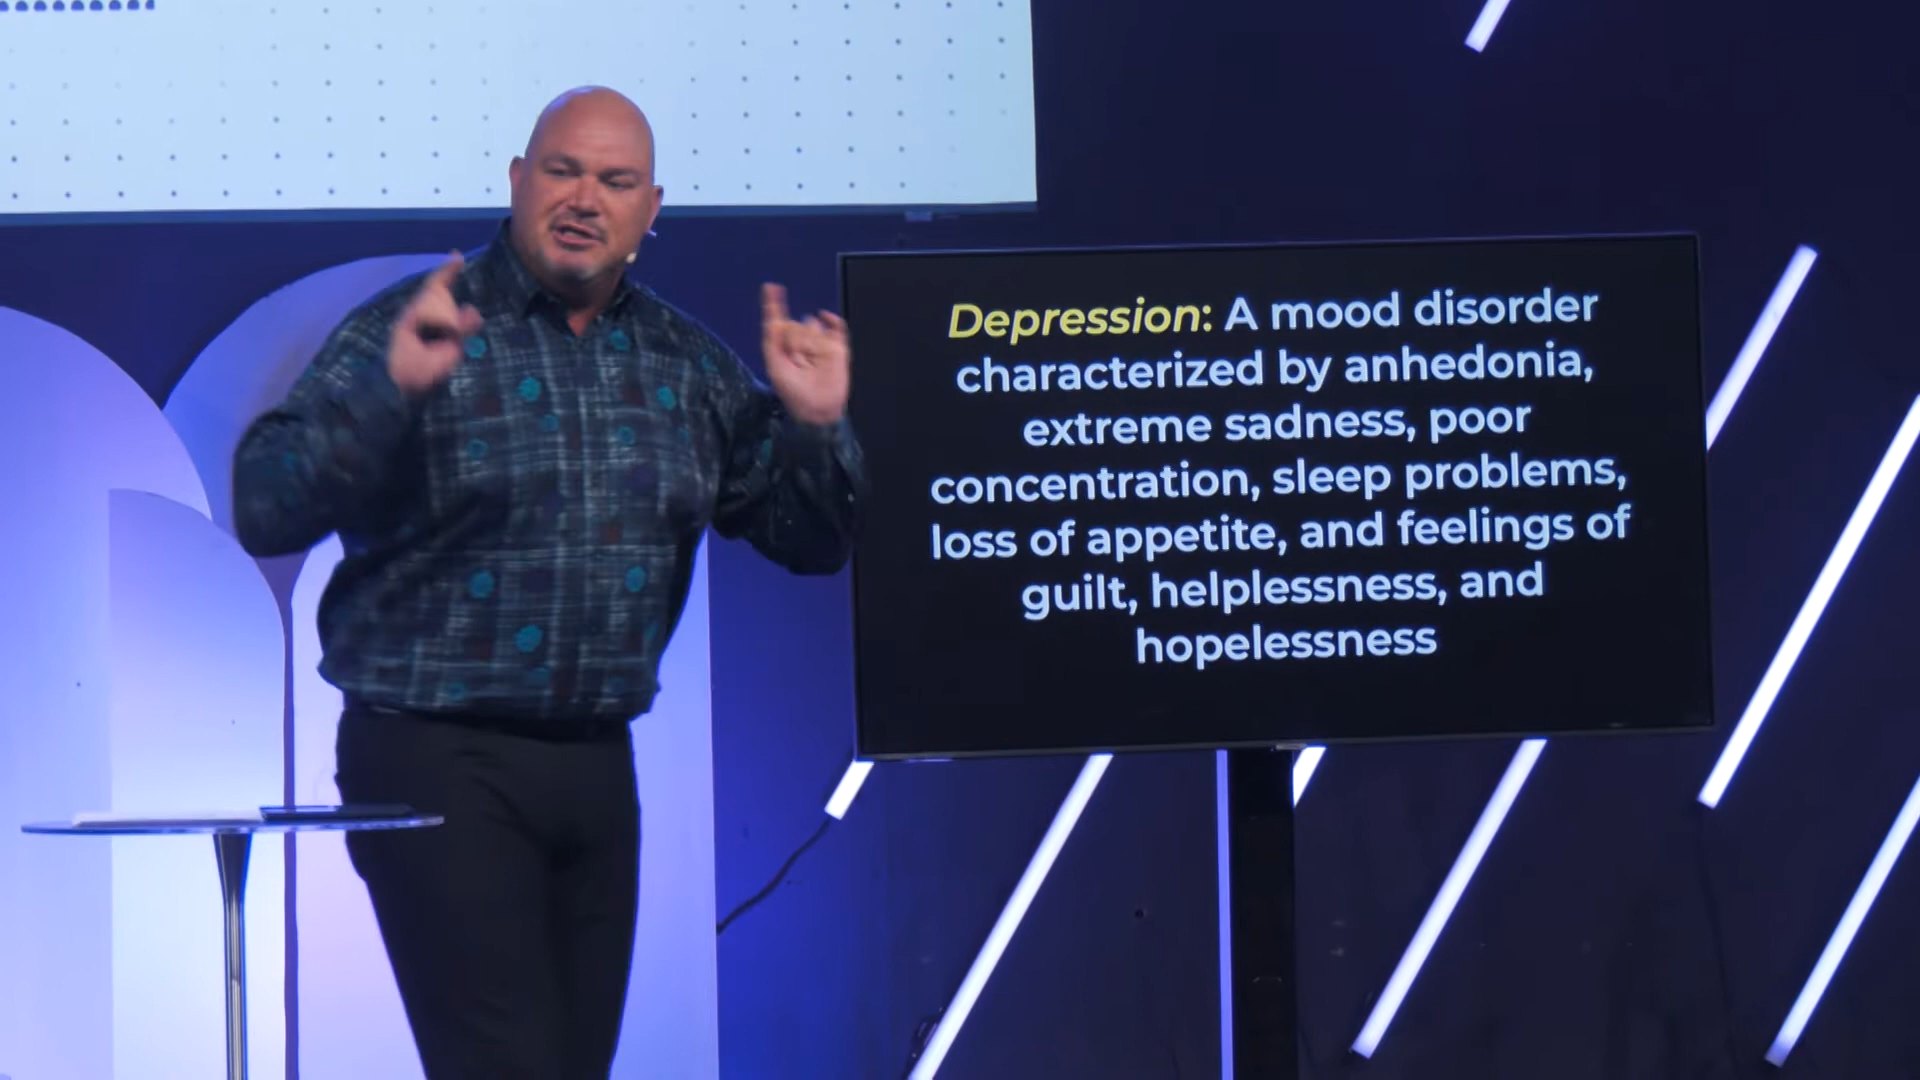 Depression: A mood disorder
characterized by anhedonia,
extreme sadness, poor
concentration, sleep problems,
loss of appetite, and feelings of
guilt, helplessness, and
hopelessness